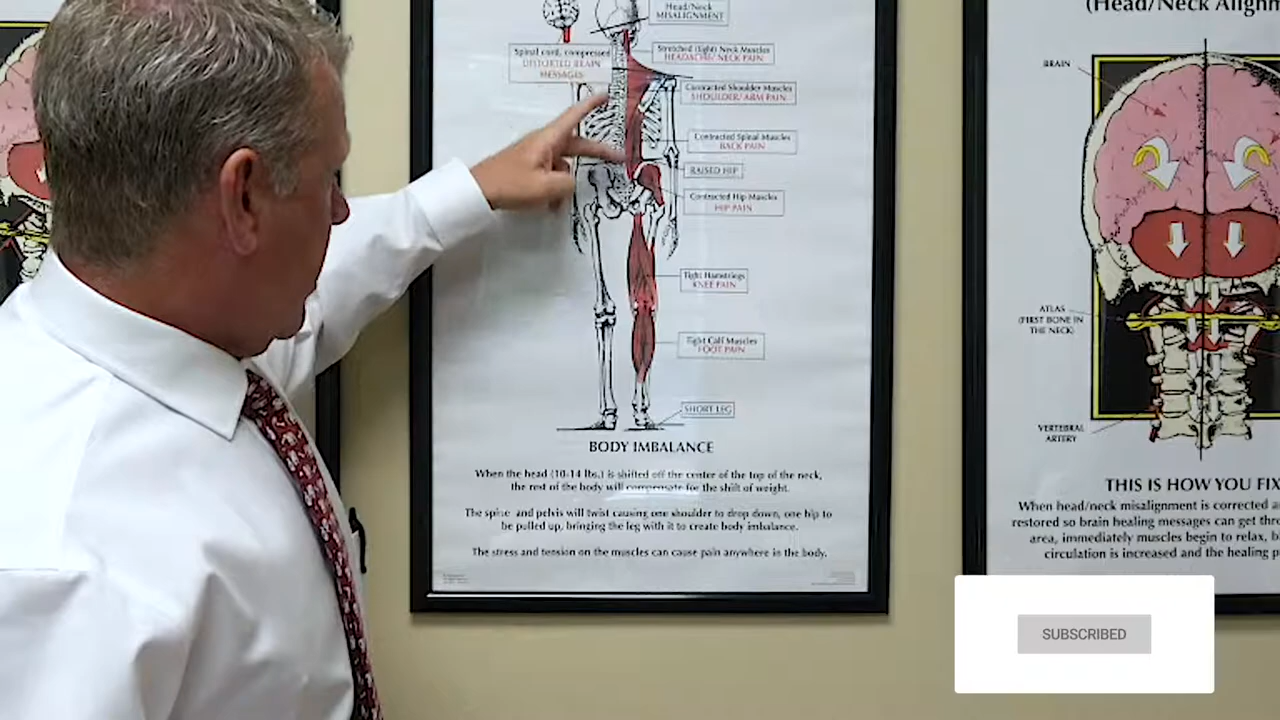 Head/Neck
MISALIGNMENT
Spinal cord, compressed
DISTORTED BRAIN
MESSAGES
Stretched (tight) Neck Muscles
HEADACHE/ NECK PAIN
Contracted Shoulder Muscles
SHOULDER/ ARM PAIN
Contracted Spinal Muscles
BACK PAIN
RAISED HIP
Contracted Hip Muscles
HIP PAIN
Tight Hamstrings
KNEE PAIN
Tight Calf Muscles
FOOT PAIN
SHORT LEG
BODY IMBALANCE
When the head (10-14 lbs.) is shifted off the center of the top of the neck,
the rest of the body will compensate for the shift of weight.
The spine and pelvis will twist causing one shoulder to drop down, one hip to
be pulled up, bringing the leg with it to create body imbalance.
The stress and tension on the muscles can cause pain anywhere in the body.
(Head/Neck Alignm
BRAIN
ATLAS
(FIRST BONE IN
THE NECK)
VERTEBRAL
ARTERY
THIS IS HOW YOU FIX
When head/neck misalignment is corrected a
restored so brain healing messages can get thr
area, immediately muscles begin to relax, b
circulation is increased and the healing p
SUBSCRIBED